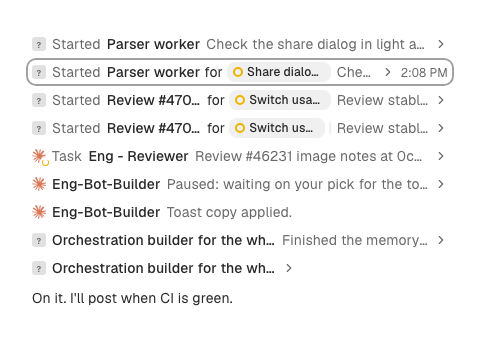 ? Started Parser worker Check the share dialog in light a...
? Started Parser worker for Share dialo... Che... 2:08 PM
? Started Review #470... for Switch usa... Review stabl...
? Started Review #470... for Switch us... Review stabl...
Task Eng - Reviewer Review #46231 image notes at 0c...
Eng-Bot-Builder Paused: waiting on your pick for the to...
Eng-Bot-Builder Toast copy applied.
? Orchestration builder for the wh... Finished the memory...
? Orchestration builder for the wh...
On it. I'll post when CI is green.